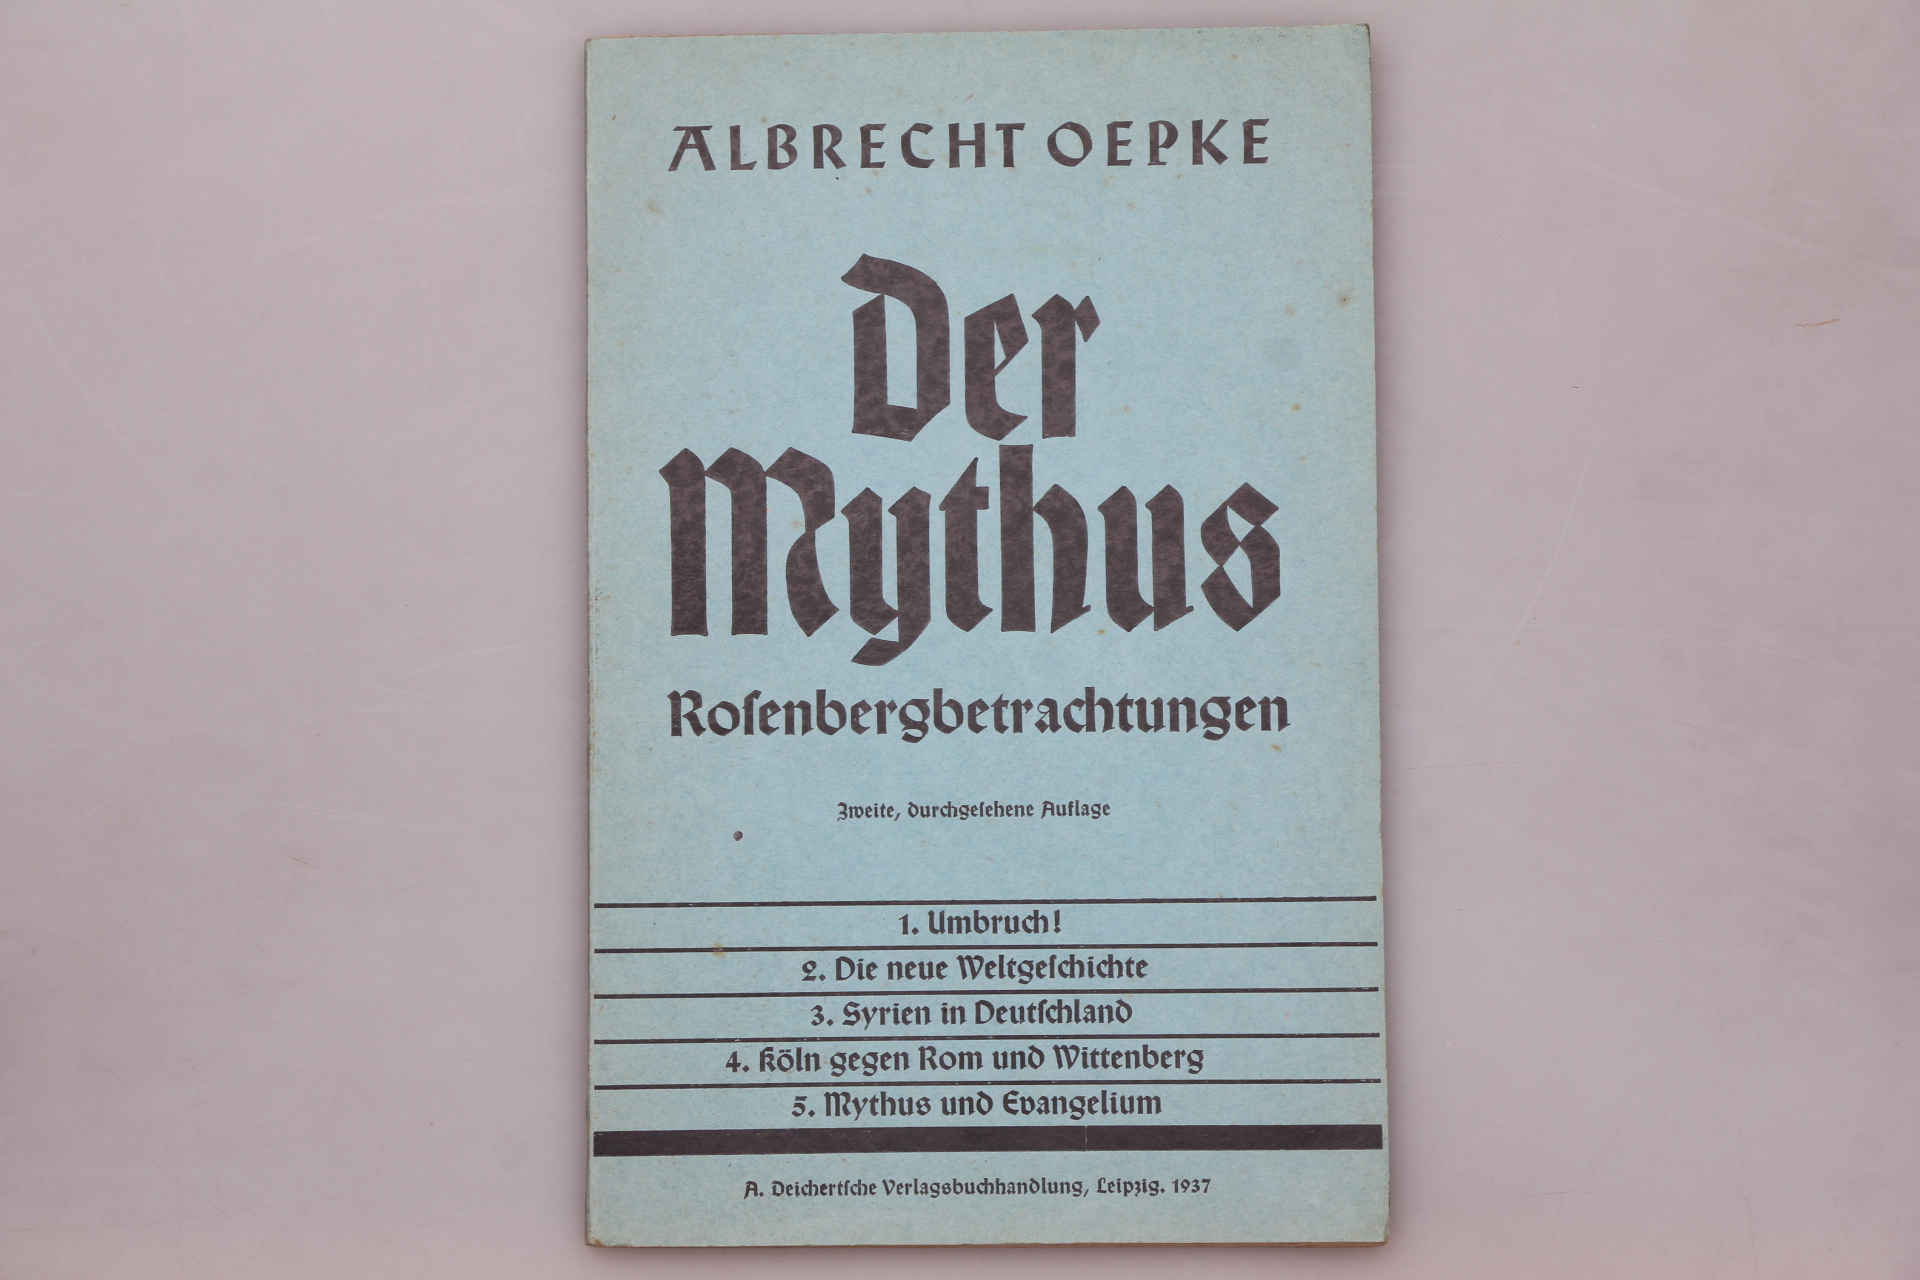 ALBRECHT OEPKE
Der
Mythus
Roſenbergbetrachtungen
Zweite, durchgeſehene Auflage
1. Umbruch!
2. Die neue Weltgeſchichte
3. Syrien in Deutſchland
4. Köln gegen Rom und Wittenberg
5. Mythus und Evangelium
A. Deichertſche Verlagsbuchhandlung, Leipzig. 1937